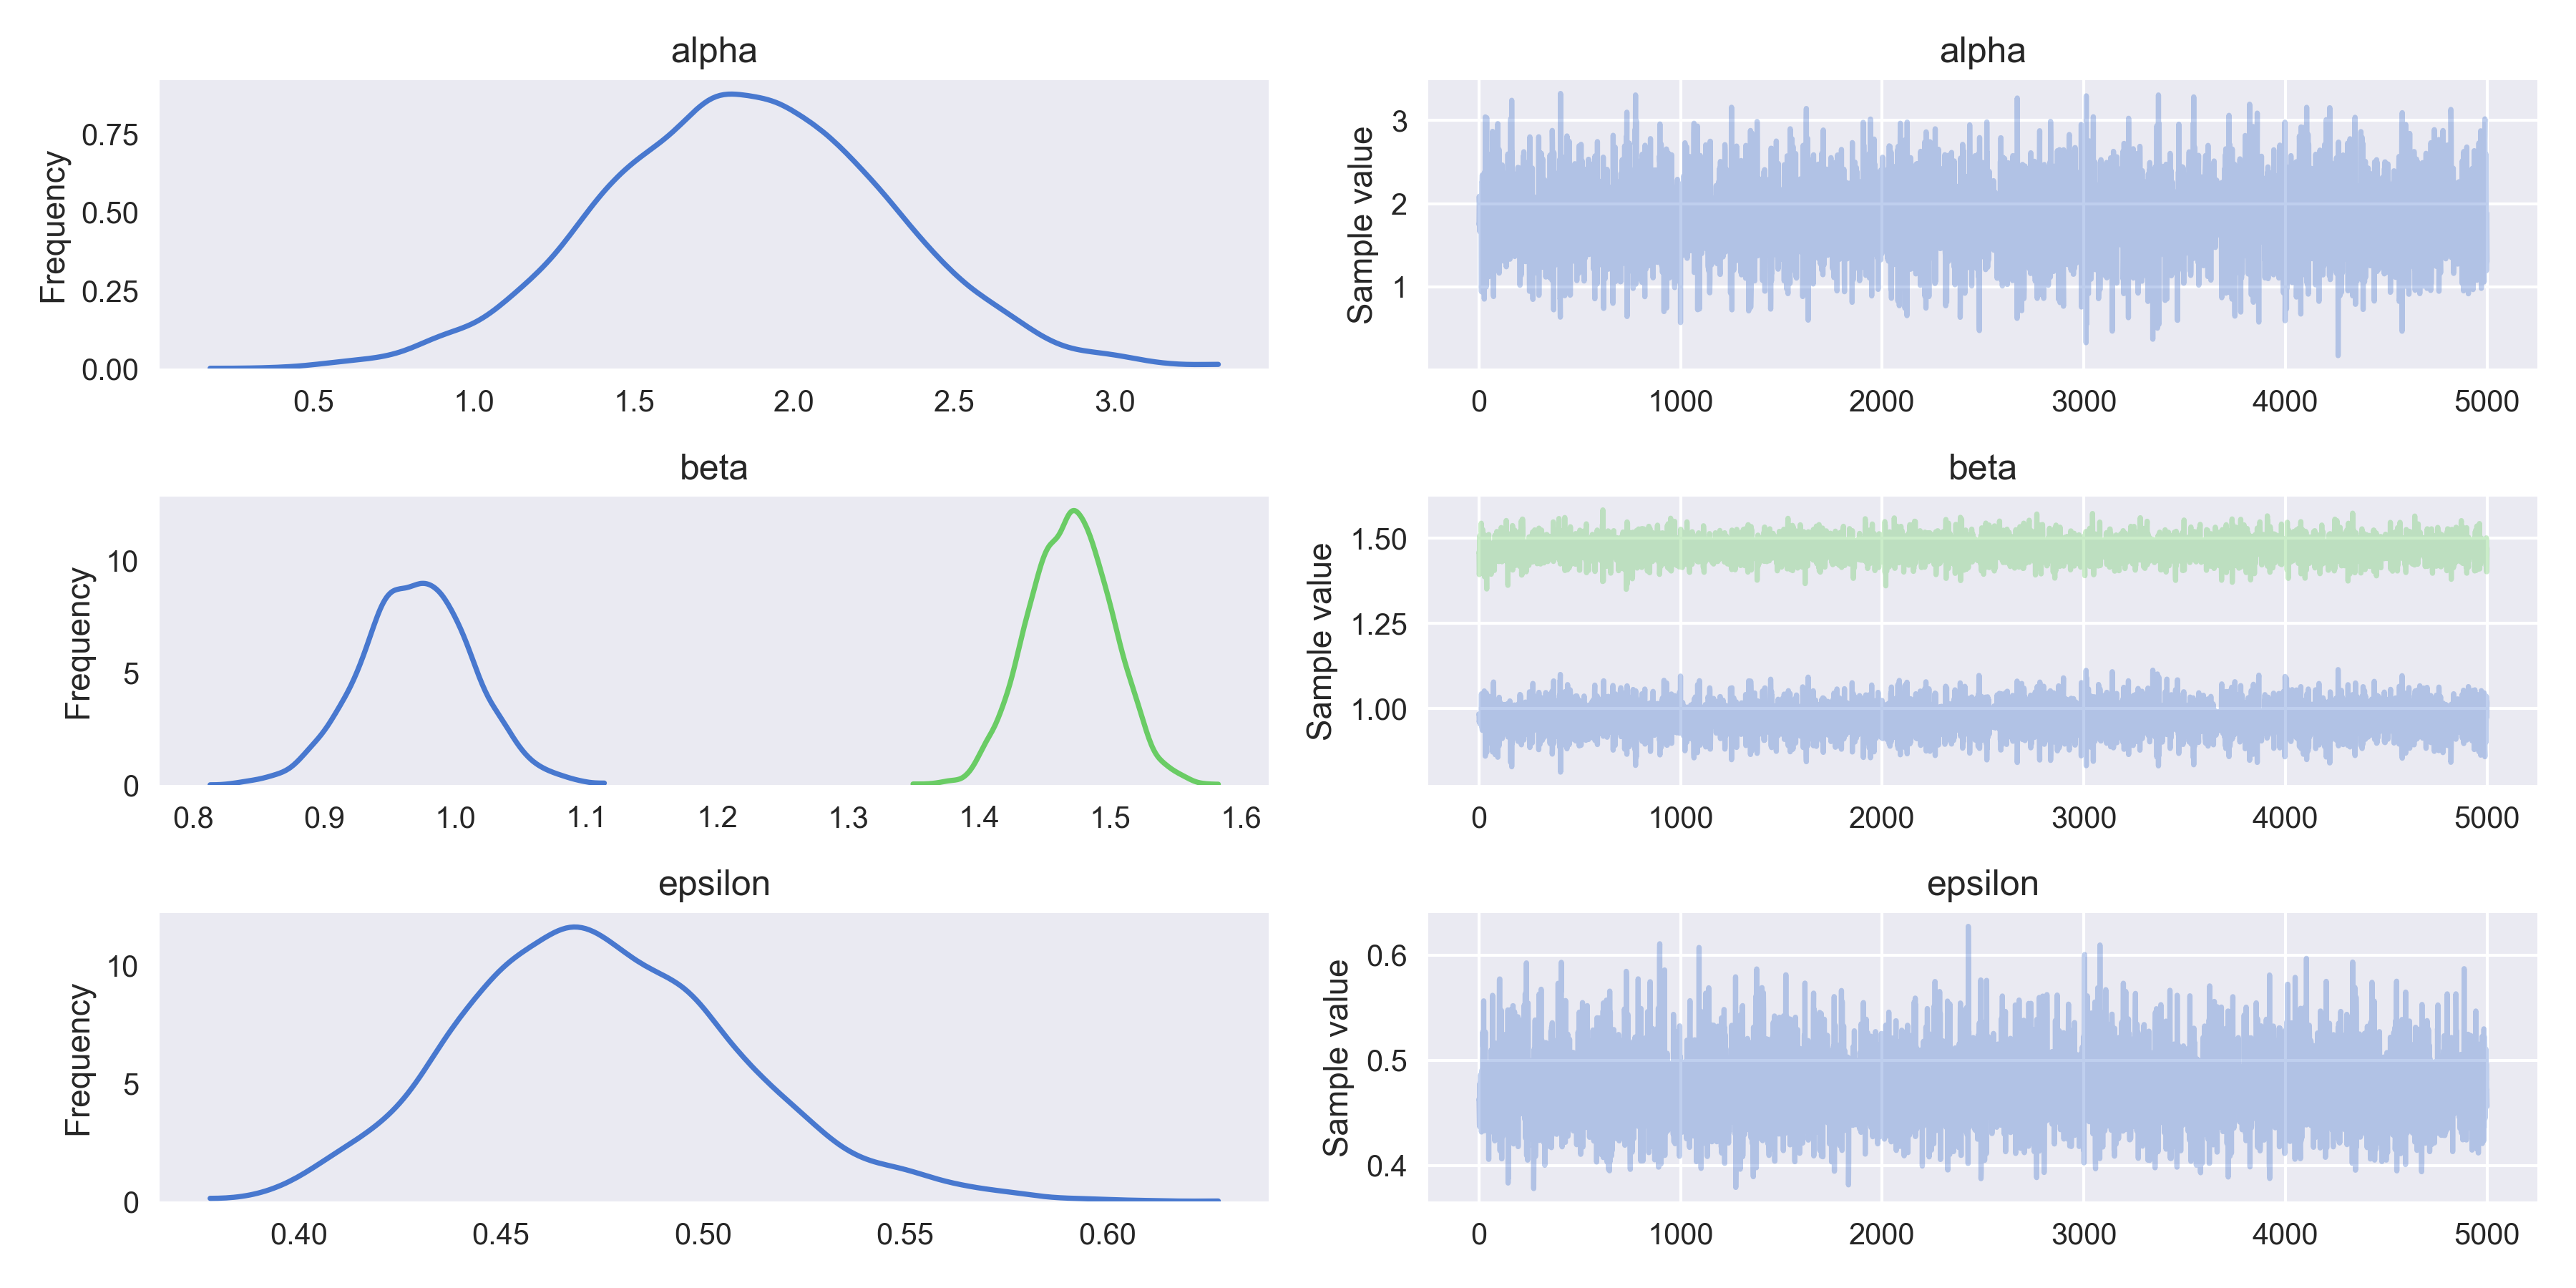 alpha
Frequency
0.75
0.50
0.25
0.00
0.5 1.0 1.5 2.0 2.5 3.0
alpha
Sample value
3
2
1
0 1000 2000 3000 4000 5000
beta
Frequency
10
5
0
0.8 0.9 1.0 1.1 1.2 1.3 1.4 1.5 1.6
beta
Sample value
1.50
1.25
1.00
0 1000 2000 3000 4000 5000
epsilon
Frequency
10
5
0
0.40 0.45 0.50 0.55 0.60
epsilon
Sample value
0.6
0.5
0.4
0 1000 2000 3000 4000 5000